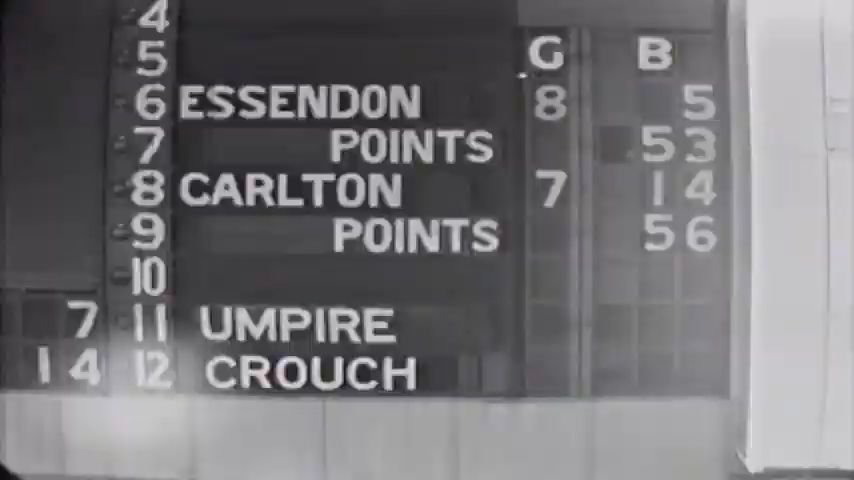 4
5 G B
6 ESSENDON 8 5
7 POINTS 53
8 CARLTON 7 14
9 POINTS 56
10
7 11 UMPIRE
14 12 CROUCH